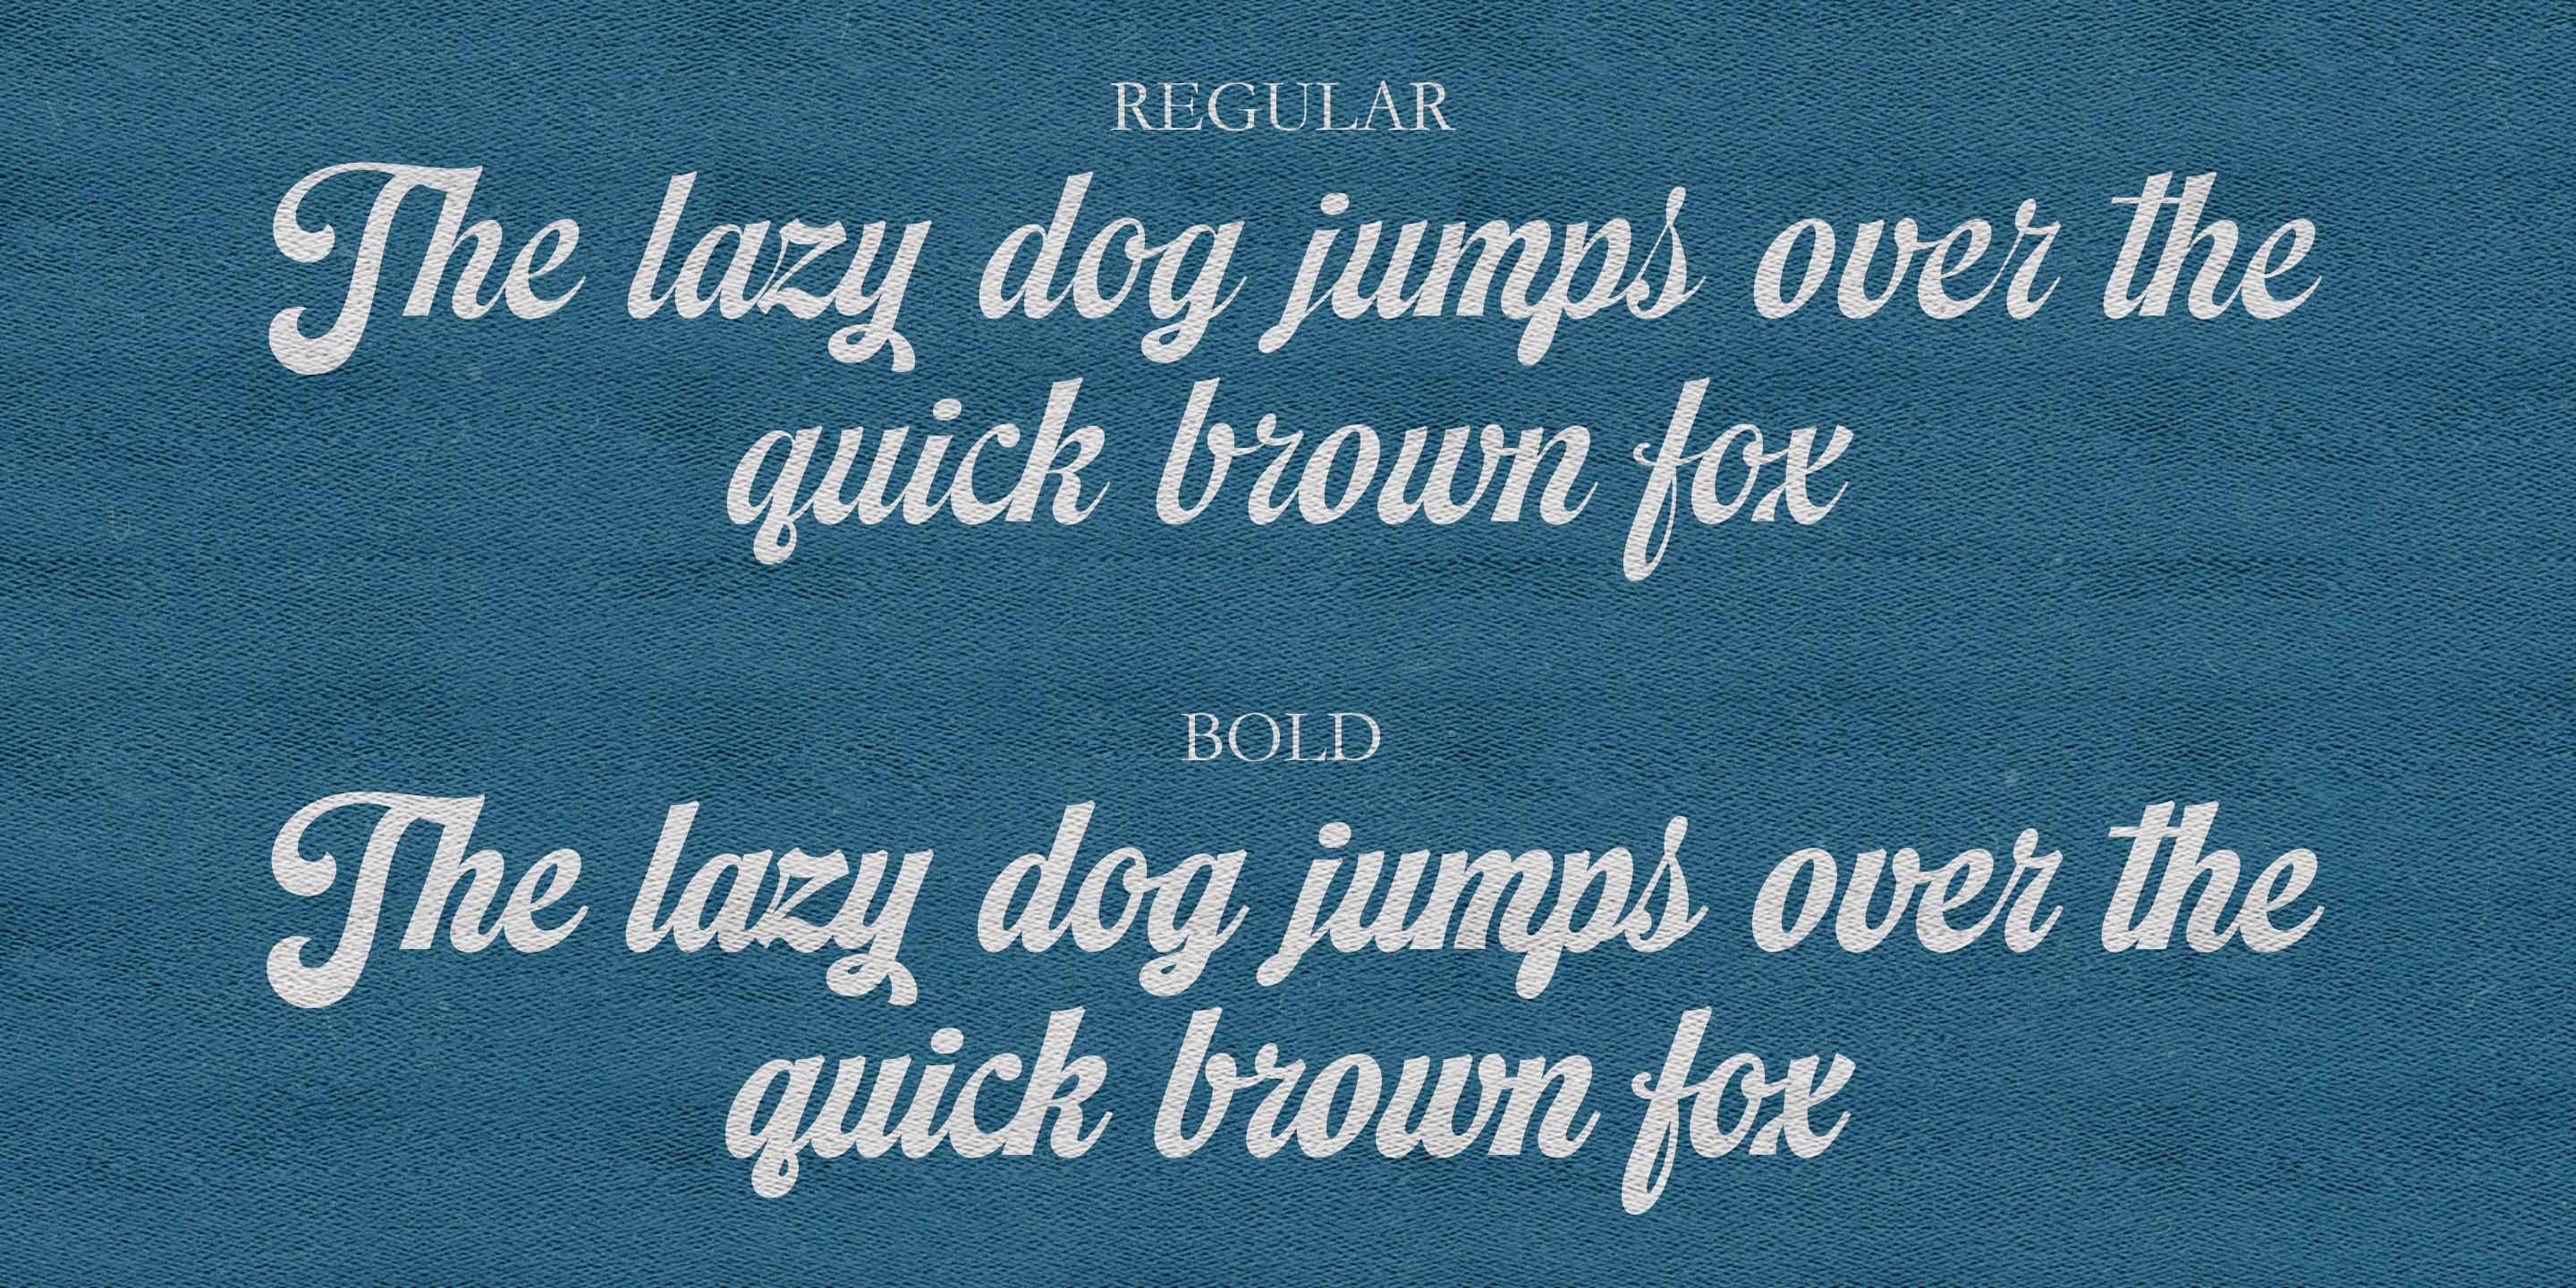 REGULAR
The lazy dog jumps over the
quick brown fox
BOLD
The lazy dog jumps over the
quick brown fox